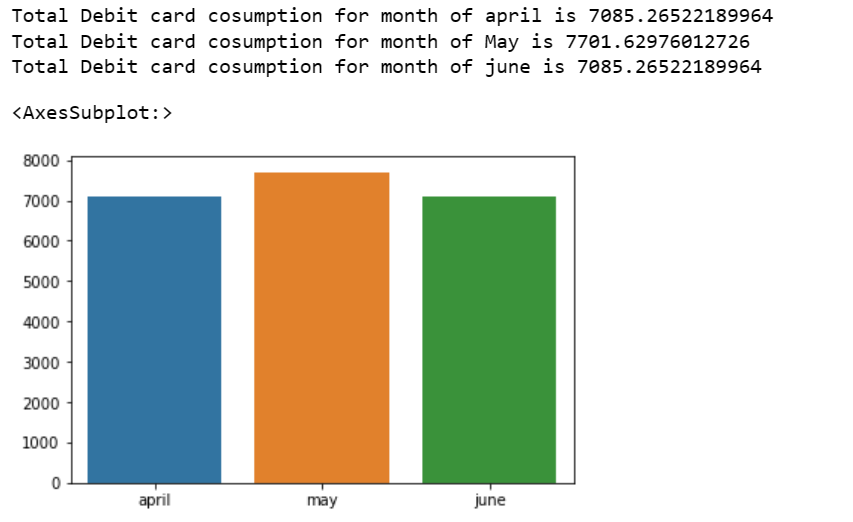 Total Debit card cosumption for month of april is 7085.26522189964
Total Debit card cosumption for month of May is 7701.62976012726
Total Debit card cosumption for month of june is 7085.26522189964
<AxesSubplot:>
8000
7000
6000
5000
4000
3000
2000
1000
0
april may june